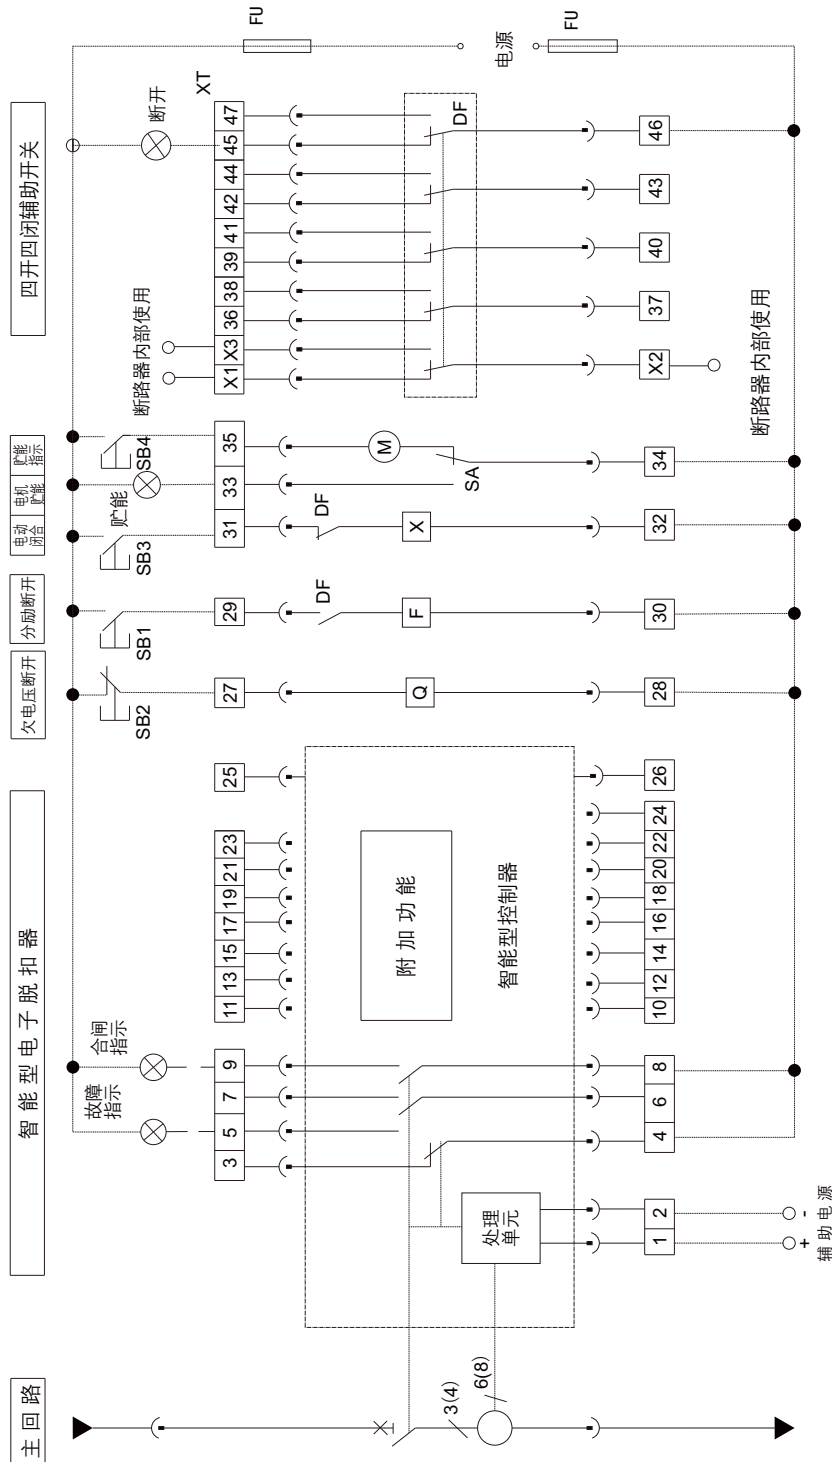 主回路
智能型电子脱扣器
欠电压断开
分励断开
电动
闭合
电机
贮能
贮能
指示
四开四闭辅助开关
故障
指示
合闸
指示
SB2
SB1
SB3
贮能
SB4
断路器内部使用
断开
XT
FU
电源
FU
3
5
7
9
11
13
15
17
19
21
23
25
27
29
31
33
35
X1
X3
36
38
39
41
42
44
45
47
3(4)
6(8)
处理
单元
附加功能
智能型控制器
Q
DF
F
DF
X
M
SA
DF
1
2
4
6
8
10
12
14
16
18
20
22
24
26
28
30
32
34
X2
37
40
43
46
+
-
辅助电源
断路器内部使用